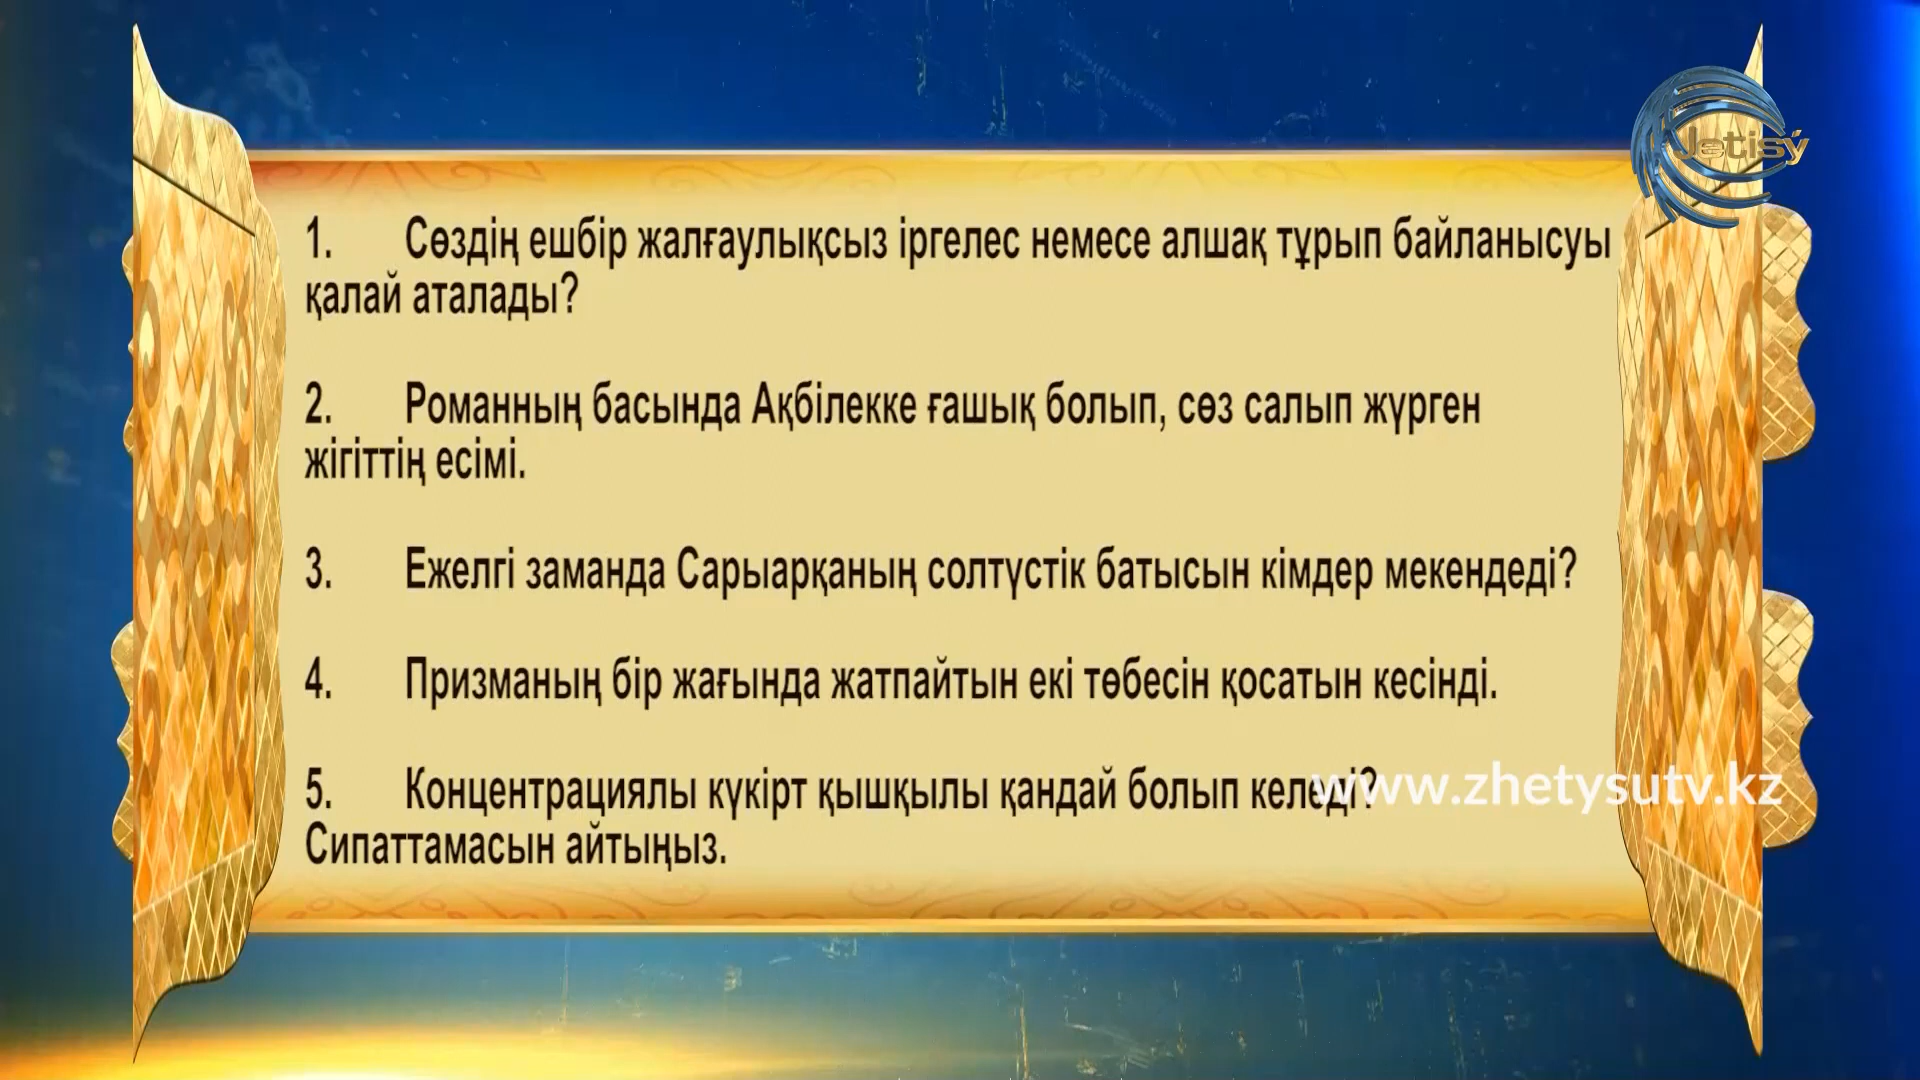 Jetisý
1. Сөздің ешбір жалғаулықсыз іргелес немесе алшақ тұрып байланысуы
қалай аталады?
2. Романның басында Ақбілекке ғашық болып, сөз салып жүрген
жігіттің есімі.
3. Ежелгі заманда Сарыарқаның солтүстік батысын кімдер мекендеді?
4. Призманың бір жағында жатпайтын екі төбесін қосатын кесінді.
5. Концентрациялы күкірт қышқылы қандай болып келеді?
www.zhetysutv.kz
Сипаттамасын айтыңыз.